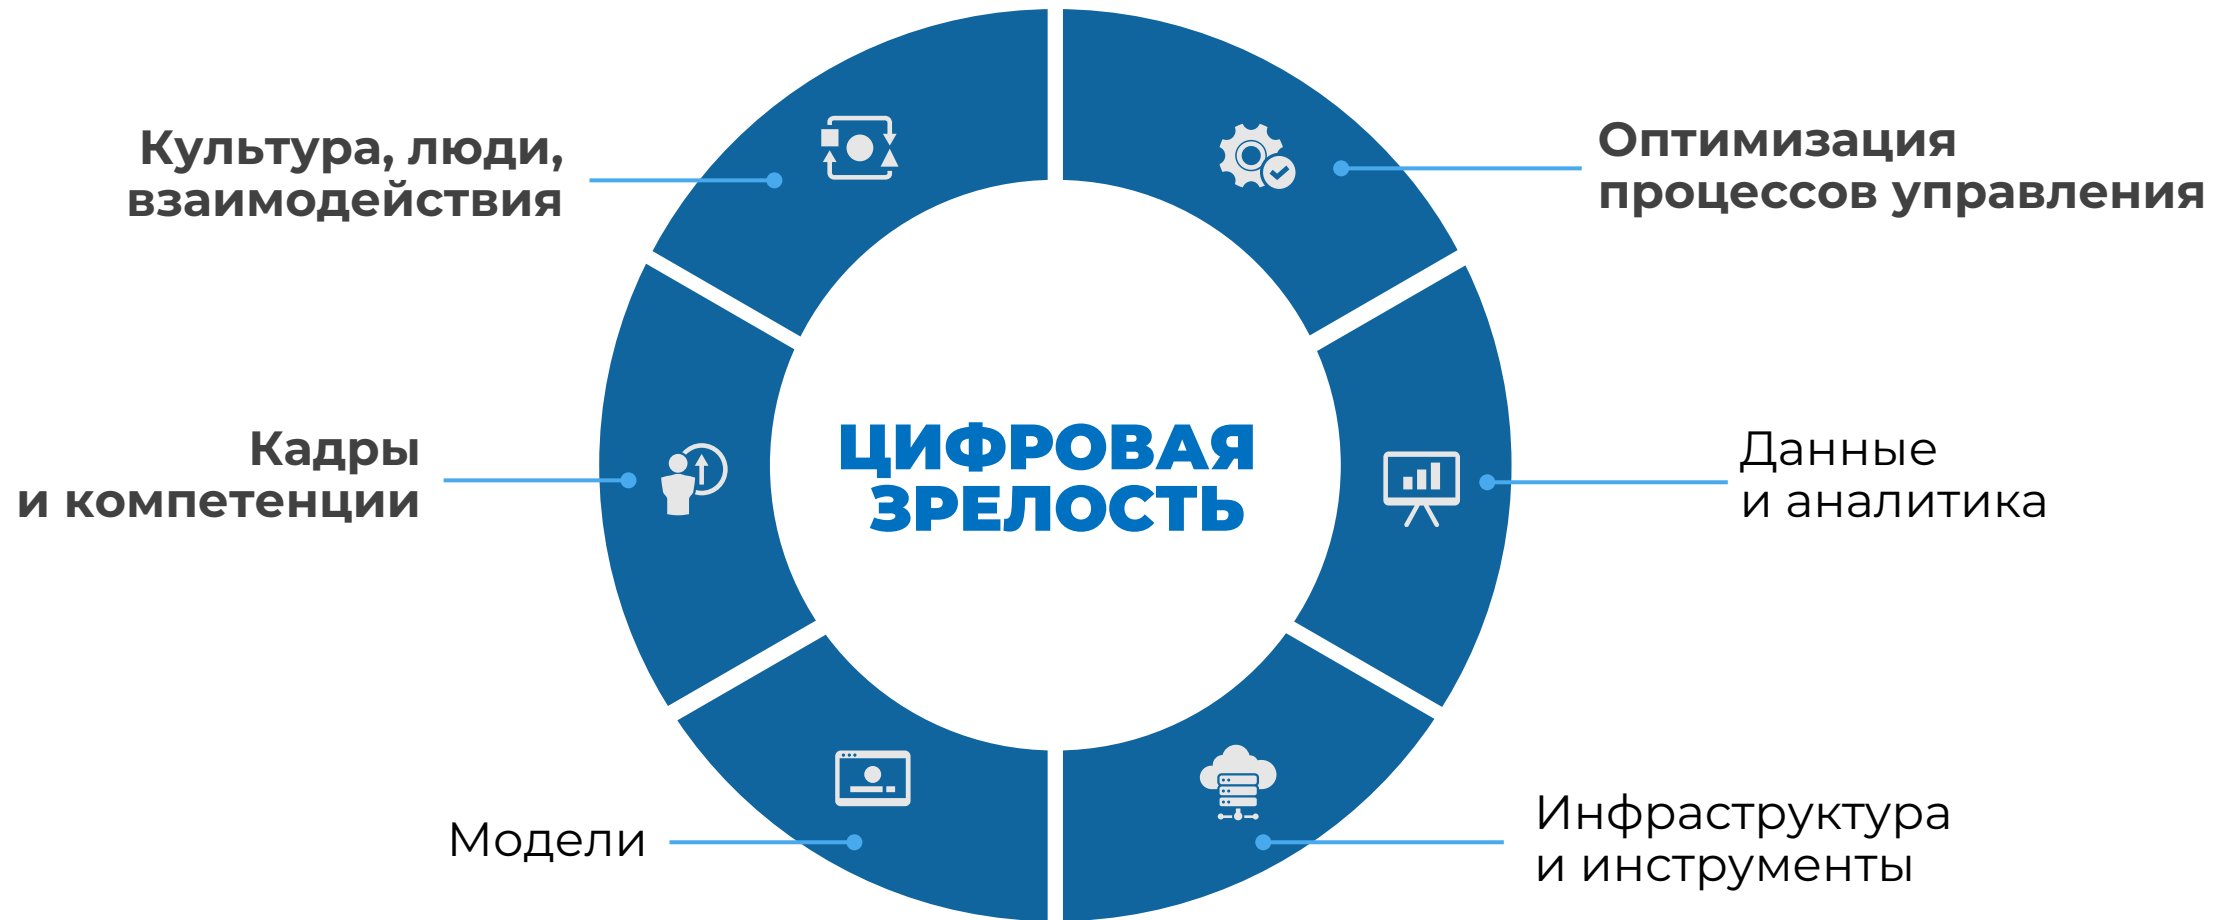 Культура, люди,
взаимодействия
Оптимизация
процессов управления
Кадры
и компетенции
ЦИФРОВАЯ
ЗРЕЛОСТЬ
Данные
и аналитика
Модели
Инфраструктура
и инструменты